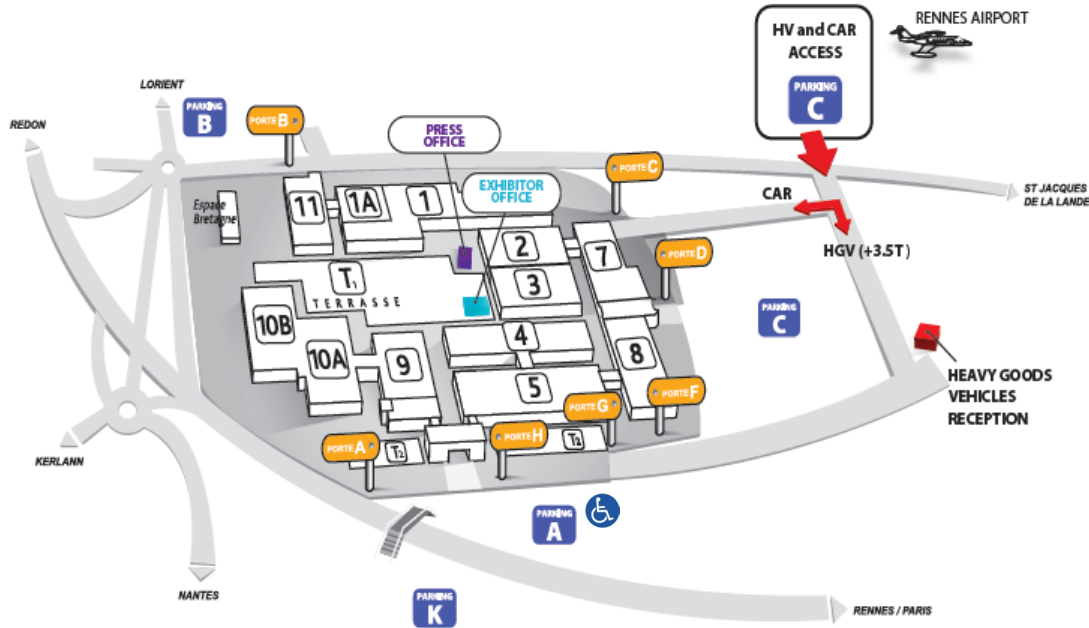 HV and CAR
ACCESS
PARKING
C
RENNES AIRPORT
LORIENT
REDON
PARKING
B
PORTE B
PRESS
OFFICE
EXHIBITOR
OFFICE
PORTE C
CAR
ST JACQUES
DE LA LANDE
HGV (+3.5T)
Espace
Bretagne
11
1A
1
2
7
PORTE D
3
T1
TERRASSE
PARKING
C
10B
10A
9
4
8
5
HEAVY GOODS
VEHICLES
RECEPTION
PORTE F
PORTE G
PORTE A
T2
PORTE H
T2
KERLANN
PARKING
A
NANTES
PARKING
K
RENNES / PARIS